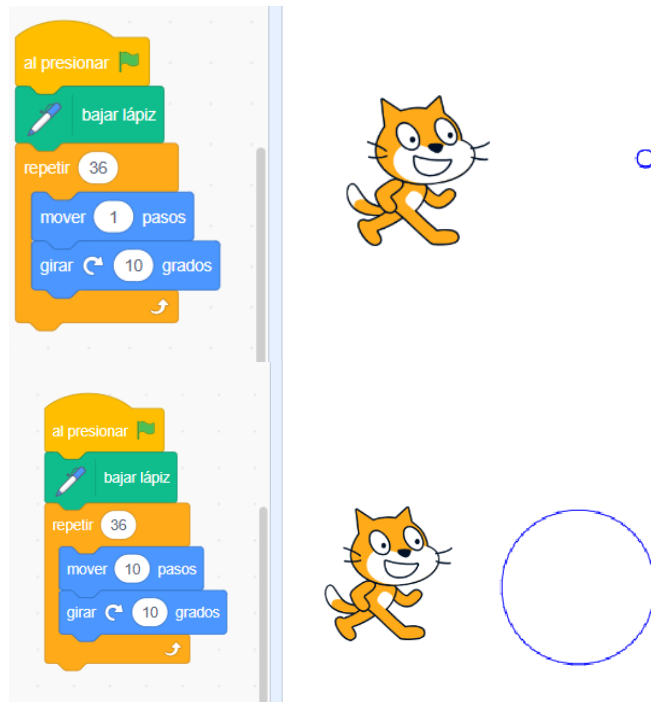 al presionar
bajar lápiz
repetir 36
mover 1 pasos
girar 10 grados
al presionar
bajar lápiz
repetir 36
mover 10 pasos
girar 10 grados